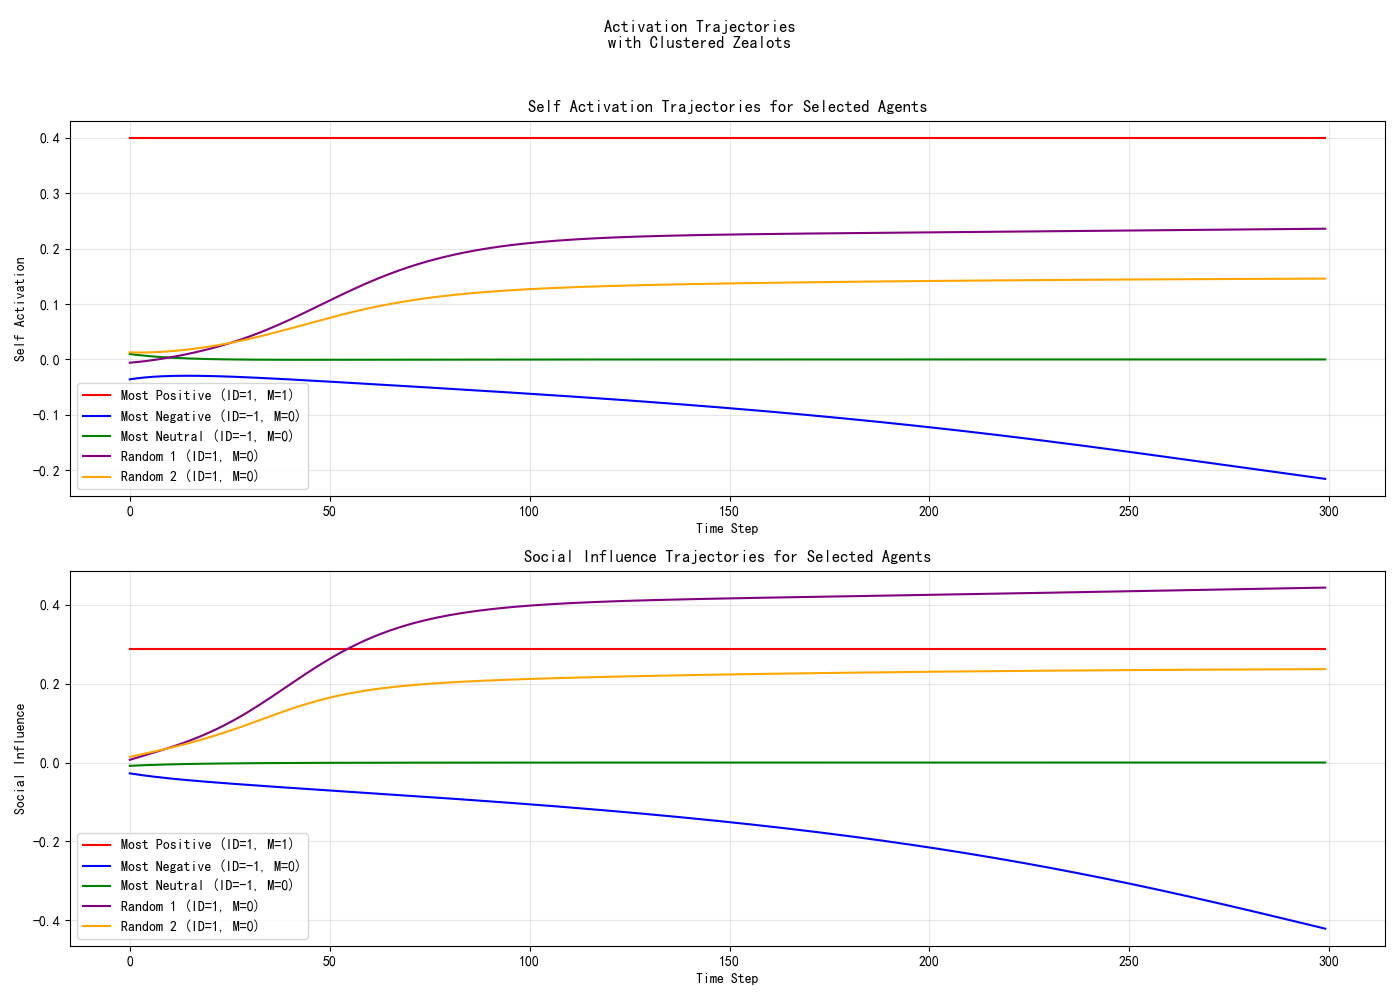 Activation Trajectories
with Clustered Zealots
Self Activation Trajectories for Selected Agents
Self Activation
0.4
0.3
0.2
0.1
0.0
−0.1
−0.2
Most Positive (ID=1, M=1)
Most Negative (ID=-1, M=0)
Most Neutral (ID=-1, M=0)
Random 1 (ID=1, M=0)
Random 2 (ID=1, M=0)
0 50 100 150 200 250 300
Time Step
Social Influence Trajectories for Selected Agents
Social Influence
0.4
0.2
0.0
−0.2
−0.4
Most Positive (ID=1, M=1)
Most Negative (ID=-1, M=0)
Most Neutral (ID=-1, M=0)
Random 1 (ID=1, M=0)
Random 2 (ID=1, M=0)
0 50 100 150 200 250 300
Time Step